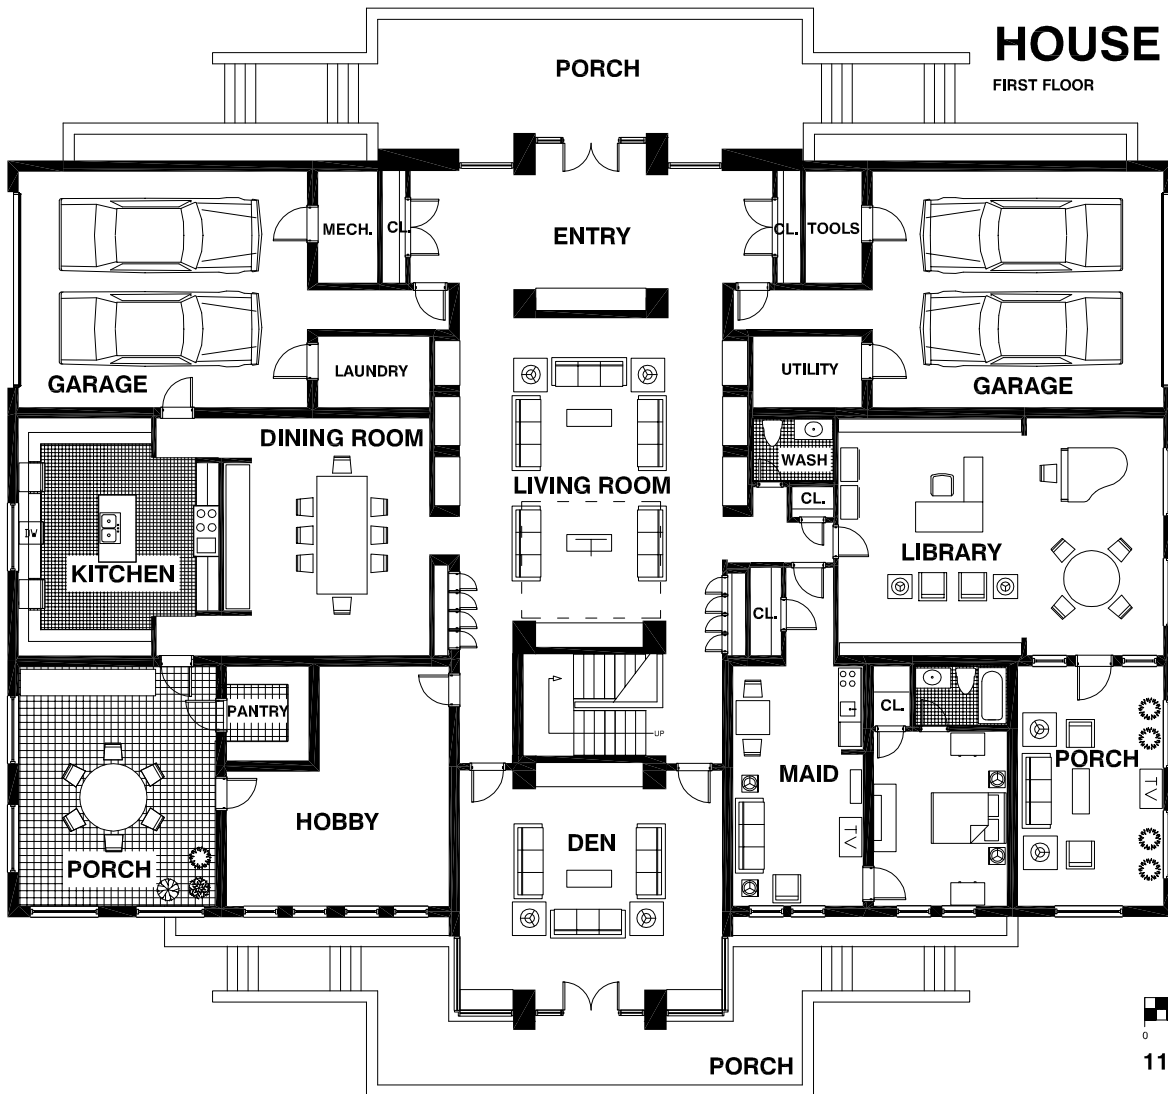 HOUSE
FIRST FLOOR
PORCH
MECH.
CL.
ENTRY
CL.
TOOLS
GARAGE
LAUNDRY
UTILITY
GARAGE
DINING ROOM
WASH
LIVING ROOM
CL.
DW
KITCHEN
LIBRARY
CL.
PANTRY
CL.
UP
MAID
PORCH
TV
HOBBY
DEN
TV
PORCH
0
11
PORCH